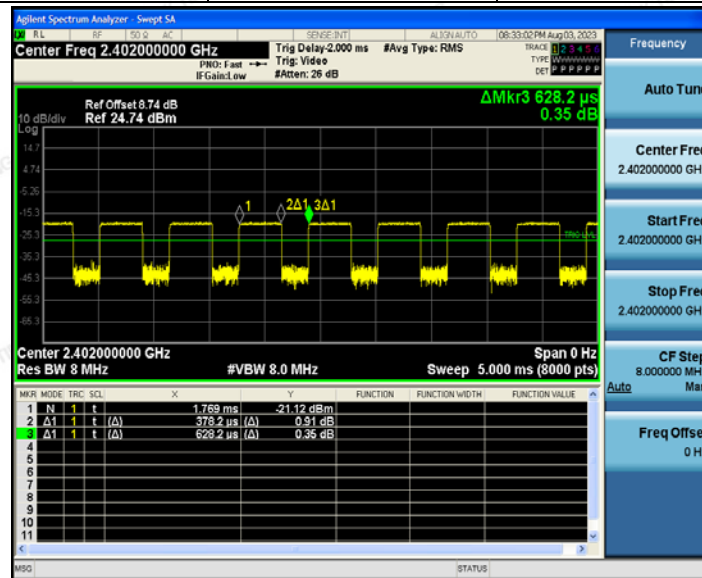 Agilent Spectrum Analyzer - Swept SA
RL RF 50 Ω AC SENSE:INT ALIGN AUTO 08:33:02 PM Aug 03, 2023
Center Freq 2.402000000 GHz
PNO: Fast
IFGain:Low
Trig Delay-2.000 ms
Trig: Video
#Atten: 26 dB
#Avg Type: RMS
TRACE 1 2 3 4 5 6
TYPE
DET P P P P P P
Ref Offset 8.74 dB
10 dB/div Ref 24.74 dBm
Log
ΔMkr3 628.2 µs
0.35 dB
14.7
4.74
-5.26
-15.3
-25.3
-35.3
-45.3
-55.3
-65.3
1
2Δ1
3Δ1
TRIG LVL
Center 2.402000000 GHz Span 0 Hz
Res BW 8 MHz #VBW 8.0 MHz Sweep 5.000 ms (8000 pts)
MKR MODE TRC SCL X Y FUNCTION FUNCTION WIDTH FUNCTION VALUE
1 N 1 t 1.769 ms -21.12 dBm
2 Δ1 1 t (Δ) 378.2 µs (Δ) 0.91 dB
3 Δ1 1 t (Δ) 628.2 µs (Δ) 0.35 dB
4
5
6
7
8
9
10
11
MSG STATUS
Frequency
Auto Tun
Center Fre
2.402000000 GH
Start Fre
2.402000000 GH
Stop Fre
2.402000000 GH
CF Step
8.000000 MH
Auto Ma
Freq Offse
0 H